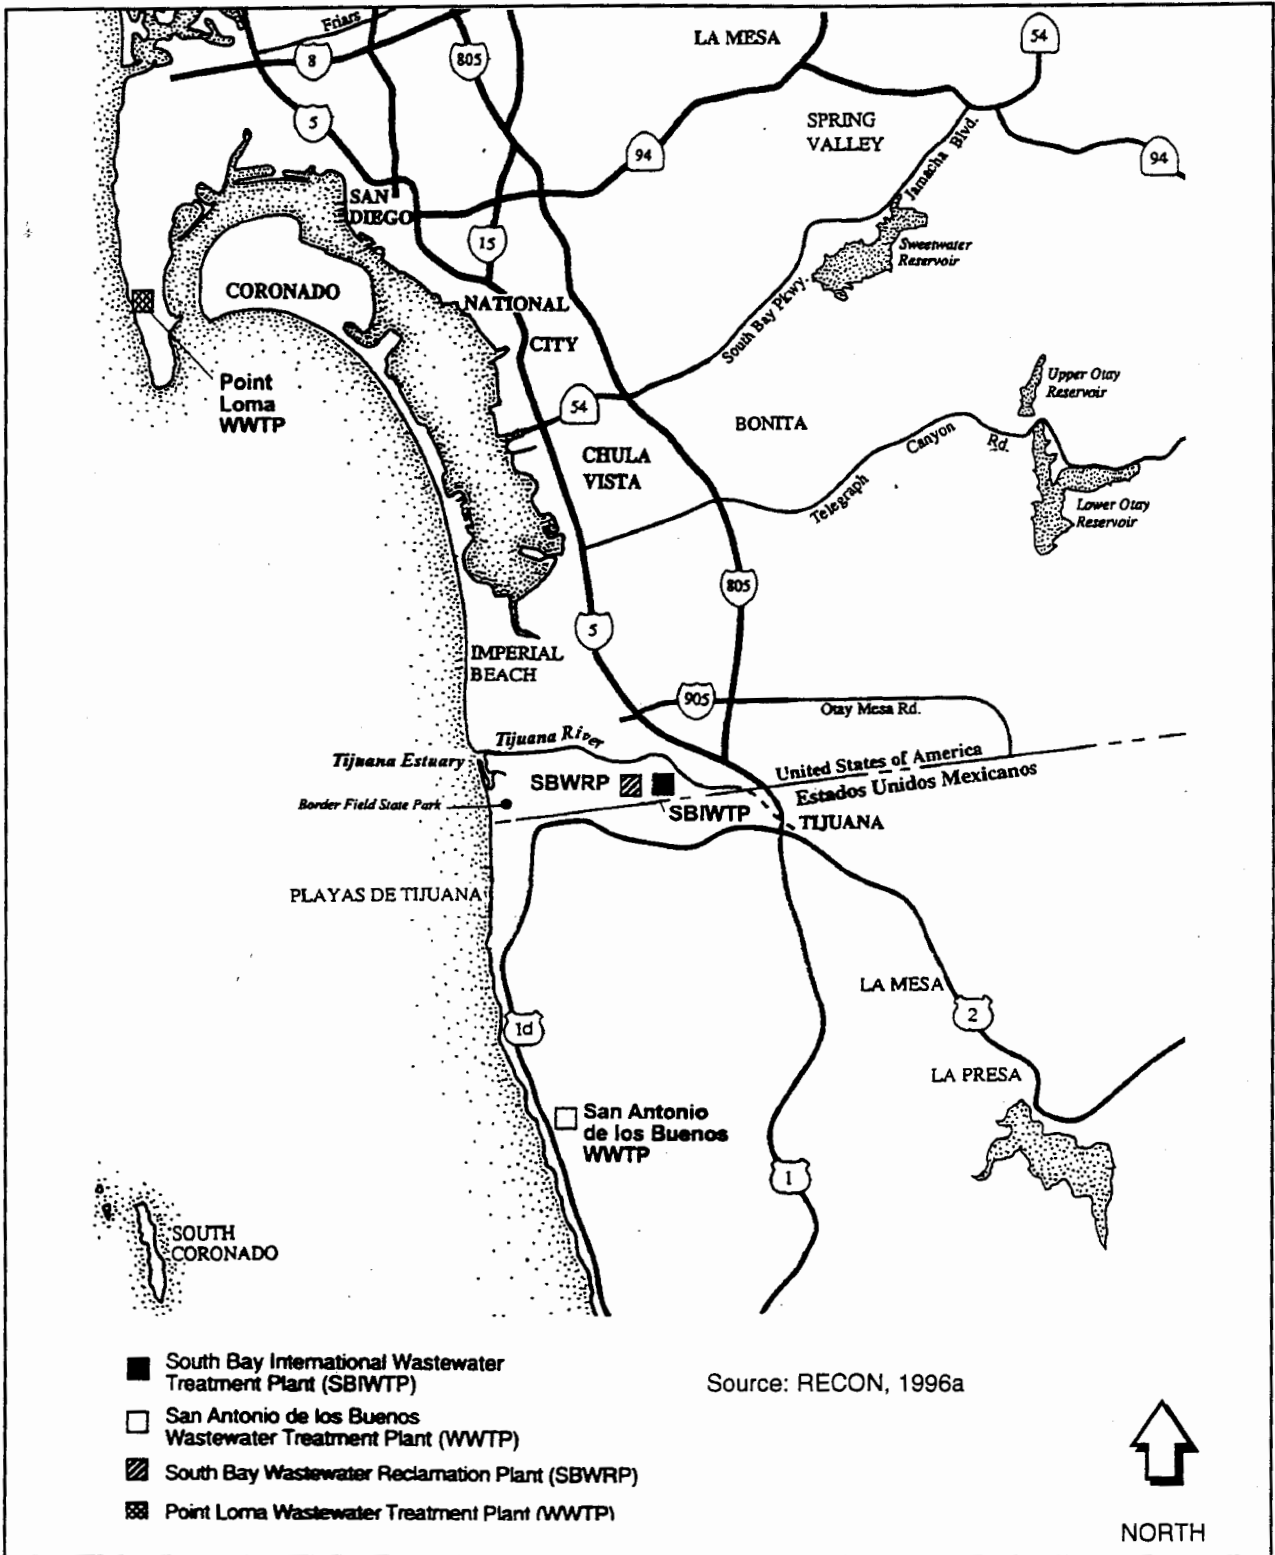 Friars
8
805
LA MESA
54
5
SPRING
VALLEY
94
Jamacha Blvd.
94
SAN
DIEGO
15
Sweetwater
Reservoir
CORONADO
NATIONAL
CITY
South Bay Pkwy.
Point
Loma
WWTP
54
Upper Otay
Reservoir
BONITA
Canyon
Rd.
CHULA
VISTA
Telegraph
Lower Otay
Reservoir
805
5
IMPERIAL
BEACH
905
Otay Mesa Rd.
Tijuana River
Tijuana Estuary
United States of America
Estados Unidos Mexicanos
SBWRP
Border Field State Park
SBIWTP
TIJUANA
PLAYAS DE TIJUANA
LA MESA
2
1d
LA PRESA
San Antonio
de los Buenos
WWTP
1
SOUTH
CORONADO
South Bay International Wastewater
Treatment Plant (SBIWTP)
San Antonio de los Buenos
Wastewater Treatment Plant (WWTP)
South Bay Wastewater Reclamation Plant (SBWRP)
Point Loma Wastewater Treatment Plant (WWTP)
Source: RECON, 1996a
NORTH